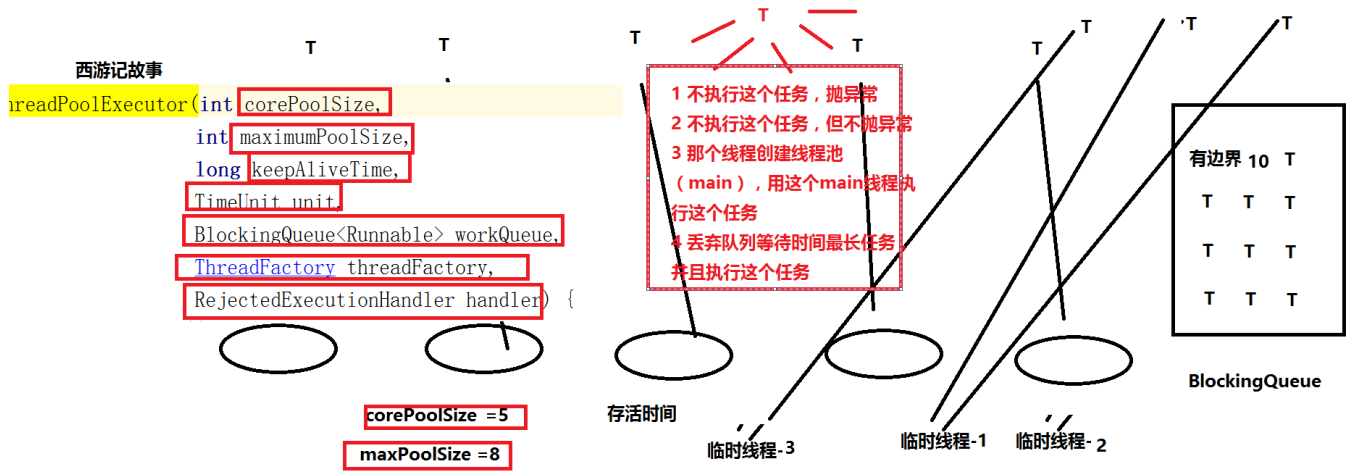 T
T T T T T T T T
西游记故事
hreadPoolExecutor(int corePoolSize,
int maximumPoolSize,
long keepAliveTime,
TimeUnit unit,
BlockingQueue<Runnable> workQueue,
ThreadFactory threadFactory,
RejectedExecutionHandler handler) {
1 不执行这个任务，抛异常
2 不执行这个任务，但不抛异常
3 那个线程创建线程池
（main），用这个main线程执
行这个任务
4 丢弃队列等待时间最长任务，
并且执行这个任务
有边界 10 T
T T T
T T T
T T T
BlockingQueue
corePoolSize =5
maxPoolSize =8
存活时间
临时线程-3
临时线程-1
临时线程-2